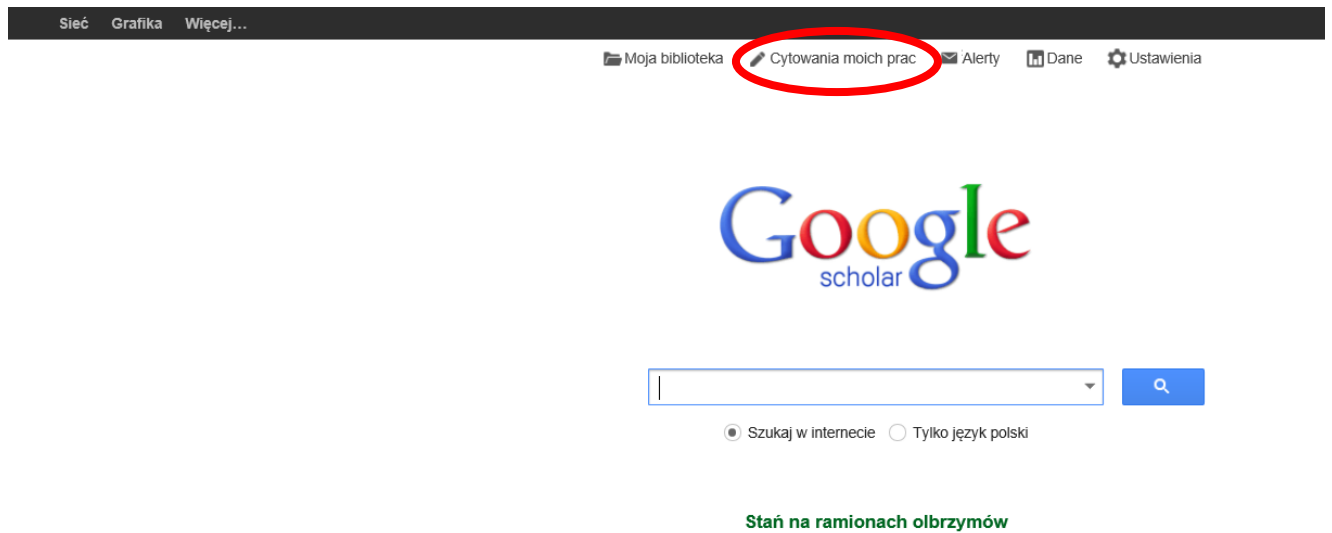 Sieć Grafika Więcej...
Moja biblioteka Cytowania moich prac Alerty Dane Ustawienia
Google
scholar
Szukaj w internecie Tylko język polski
Stań na ramionach olbrzymów